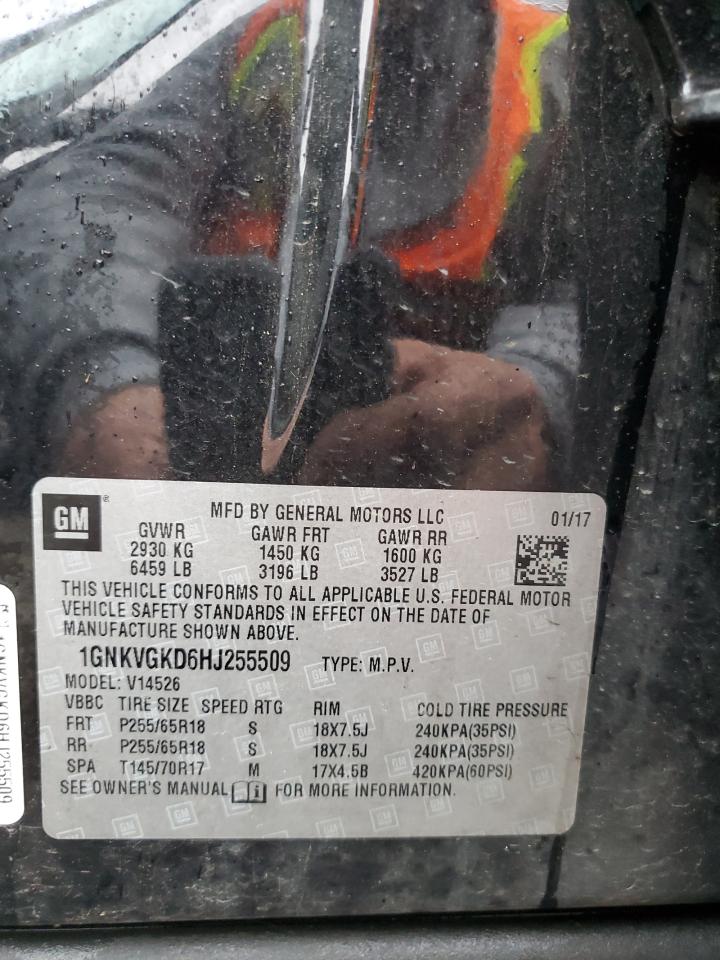 GM ®
MFD BY GENERAL MOTORS LLC 01/17
GVWR GAWR FRT GAWR RR
2930 KG 1450 KG 1600 KG
6459 LB 3196 LB 3527 LB
THIS VEHICLE CONFORMS TO ALL APPLICABLE U.S. FEDERAL MOTOR
VEHICLE SAFETY STANDARDS IN EFFECT ON THE DATE OF
MANUFACTURE SHOWN ABOVE.
1GNKVGKD6HJ255509 TYPE: M.P.V.
MODEL: V14526
VBBC TIRE SIZE SPEED RTG RIM COLD TIRE PRESSURE
FRT P255/65R18 S 18X7.5J 240KPA(35PSI)
RR P255/65R18 S 18X7.5J 240KPA(35PSI)
SPA T145/70R17 M 17X4.5B 420KPA(60PSI)
SEE OWNER'S MANUAL i FOR MORE INFORMATION.